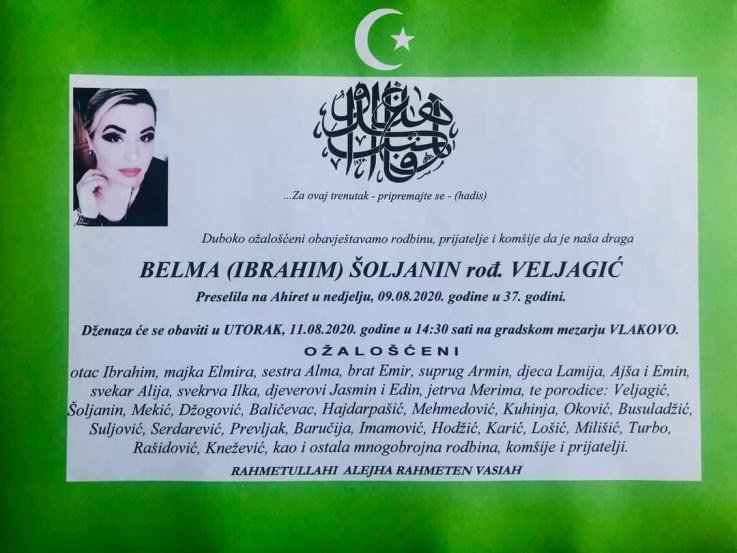 ...Za ovaj trenutak - pripremajte se - (hadis)
Duboko ožalošćeni obavještavamo rodbinu, prijatelje i komšije da je naša draga
BELMA (IBRAHIM) ŠOLJANIN rođ. VELJAGIĆ
Preselila na Ahiret u nedjelju, 09.08.2020. godine u 37. godini.
Dženaza će se obaviti u UTORAK, 11.08.2020. godine u 14:30 sati na gradskom mezarju VLAKOVO.
OŽALOŠĆENI
otac Ibrahim, majka Elmira, sestra Alma, brat Emir, suprug Armin, djeca Lamija, Ajša i Emin,
svekar Alija, svekrva Ilka, djeverovi Jasmin i Edin, jetrva Merima, te porodice: Veljagić,
Šoljanin, Mekić, Džogović, Baličevac, Hajdarpašić, Mehmedović, Kuhinja, Oković, Busuladžić,
Suljović, Serdarević, Prevljak, Baručija, Imamović, Hodžić, Karić, Lošić, Milišić, Turbo,
Rašidović, Knežević, kao i ostala mnogobrojna rodbina, komšije i prijatelji.
RAHMETULLAHI ALEJHA RAHMETEN VASIAH